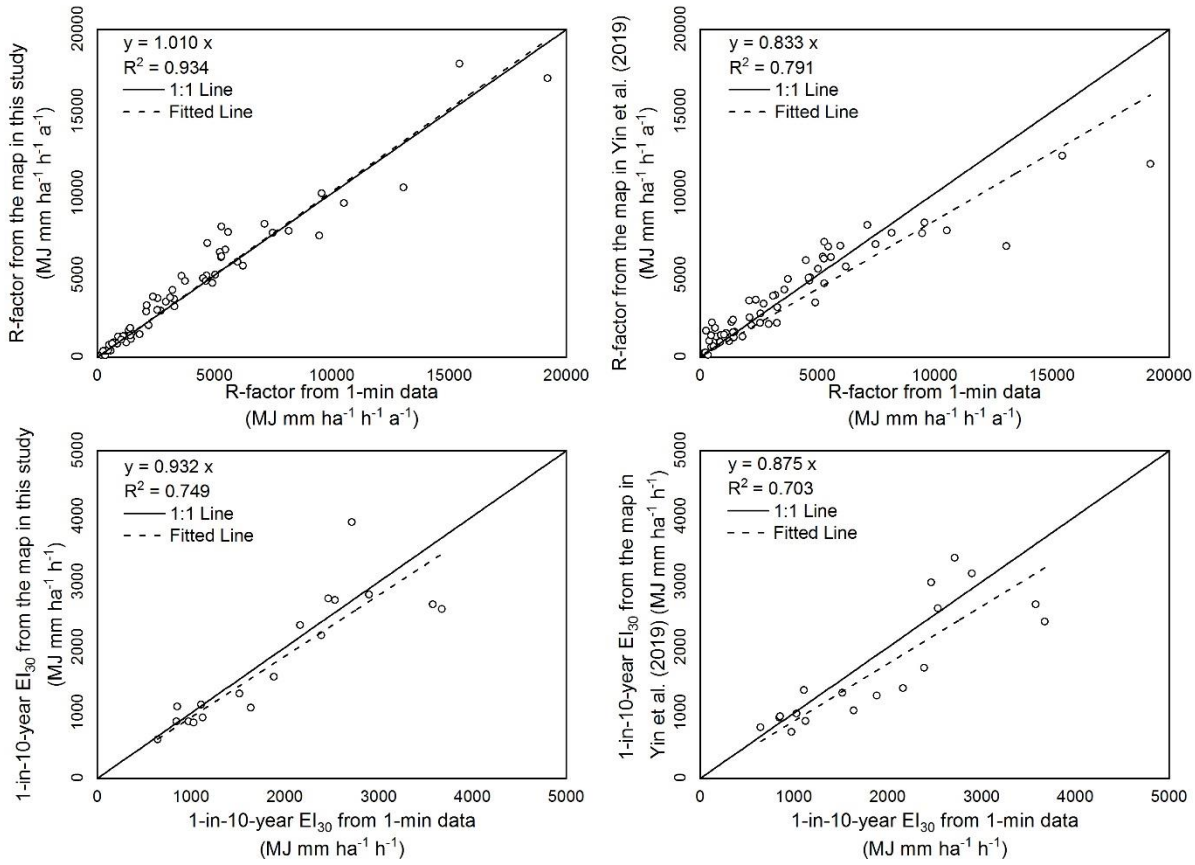 R-factor from the map in this study
(MJ mm ha⁻¹ h⁻¹ a⁻¹)
20000
15000
10000
5000
0
y = 1.010 x
R² = 0.934
1:1 Line
Fitted Line
0 5000 10000 15000 20000
R-factor from 1-min data
(MJ mm ha⁻¹ h⁻¹ a⁻¹)
R-factor from the map in Yin et al. (2019)
(MJ mm ha⁻¹ h⁻¹ a⁻¹)
20000
15000
10000
5000
0
y = 0.833 x
R² = 0.791
1:1 Line
Fitted Line
0 5000 10000 15000 20000
R-factor from 1-min data
(MJ mm ha⁻¹ h⁻¹ a⁻¹)
1-in-10-year EI₃₀ from the map in this study
(MJ mm ha⁻¹ h⁻¹)
5000
4000
3000
2000
1000
0
y = 0.932 x
R² = 0.749
1:1 Line
Fitted Line
0 1000 2000 3000 4000 5000
1-in-10-year EI₃₀ from 1-min data
(MJ mm ha⁻¹ h⁻¹)
1-in-10-year EI₃₀ from the map in
Yin et al. (2019) (MJ mm ha⁻¹ h⁻¹)
5000
4000
3000
2000
1000
0
y = 0.875 x
R² = 0.703
1:1 Line
Fitted Line
0 1000 2000 3000 4000 5000
1-in-10-year EI₃₀ from 1-min data
(MJ mm ha⁻¹ h⁻¹)